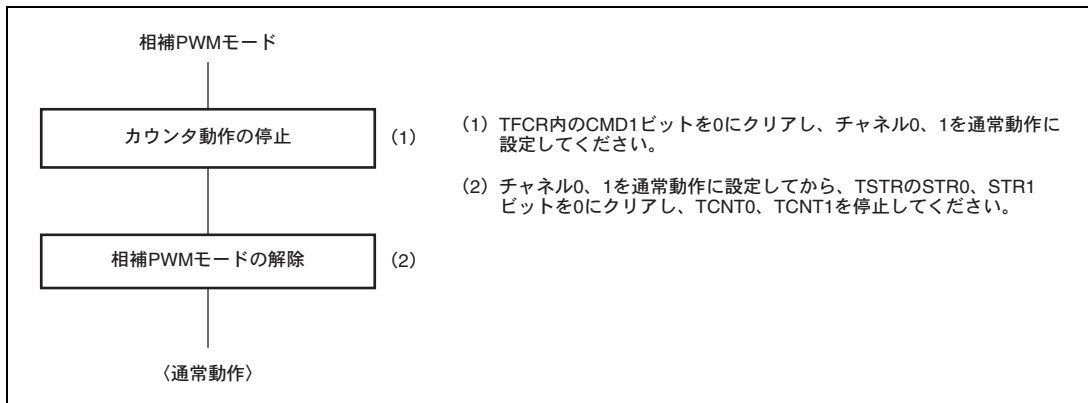 相補PWMモード
カウンタ動作の停止 (1)
(1) TFCR内のCMD1ビットを0にクリアし、チャネル0、1を通常動作に
設定してください。
(2) チャネル0、1を通常動作に設定してから、TSTRのSTR0、STR1
ビットを0にクリアし、TCNT0、TCNT1を停止してください。
相補PWMモードの解除 (2)
〈通常動作〉